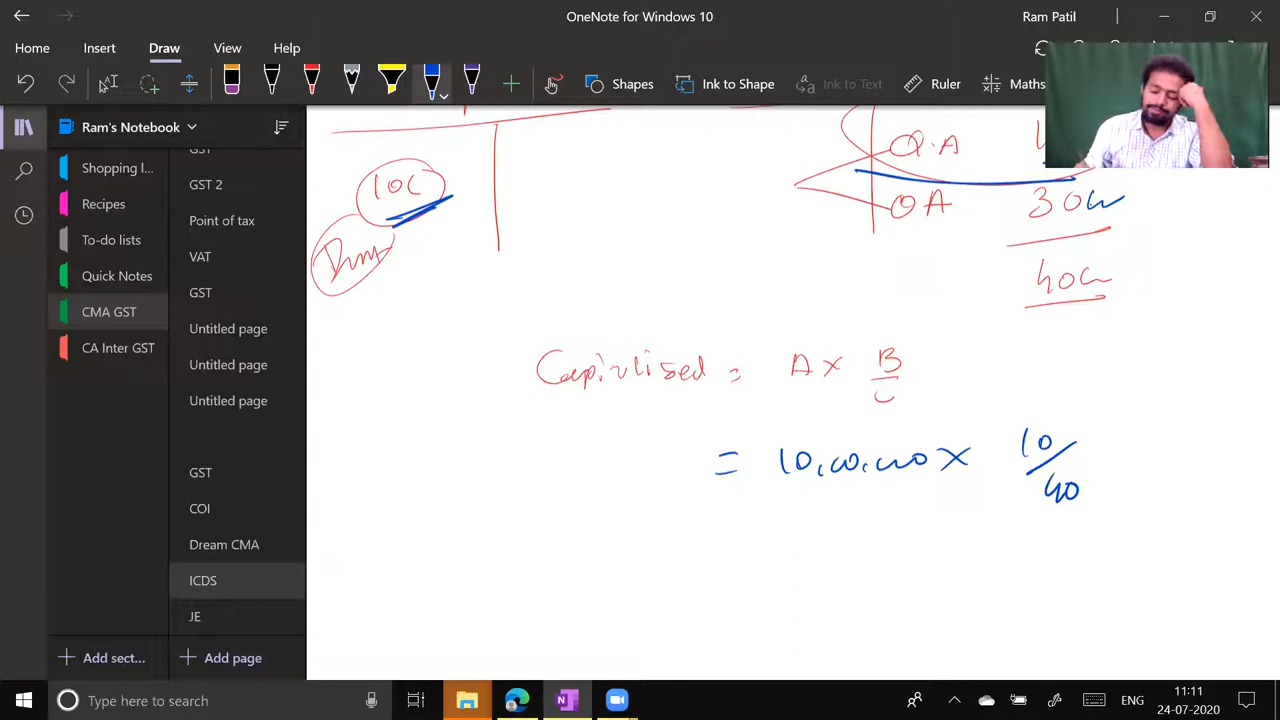 OneNote for Windows 10
Ram Patil
Home Insert Draw View Help
Shapes Ink to Shape Ink to Text Ruler Maths
Ram's Notebook
Shopping l...
Recipes
To-do lists
Quick Notes
CMA GST
CA Inter GST
GST
GST 2
Point of tax
VAT
GST
Untitled page
Untitled page
Untitled page
GST
COI
Dream CMA
ICDS
JE
Add sect...
Add page
10C
Q.A
OA 30cr
40cr
Capitalised = A × B/C
= 10,00,000 × 10/40
Type here to search
ENG
11:11
24-07-2020